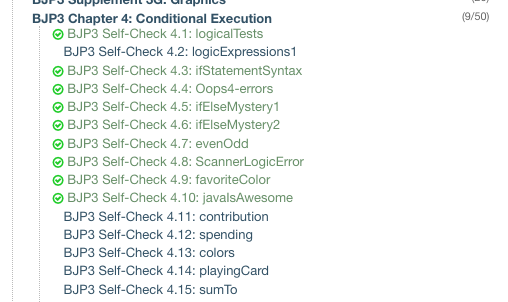 BJP3 Supplement 3G: Graphics
BJP3 Chapter 4: Conditional Execution (9/50)
BJP3 Self-Check 4.1: logicalTests
BJP3 Self-Check 4.2: logicExpressions1
BJP3 Self-Check 4.3: ifStatementSyntax
BJP3 Self-Check 4.4: Oops4-errors
BJP3 Self-Check 4.5: ifElseMystery1
BJP3 Self-Check 4.6: ifElseMystery2
BJP3 Self-Check 4.7: evenOdd
BJP3 Self-Check 4.8: ScannerLogicError
BJP3 Self-Check 4.9: favoriteColor
BJP3 Self-Check 4.10: javaIsAwesome
BJP3 Self-Check 4.11: contribution
BJP3 Self-Check 4.12: spending
BJP3 Self-Check 4.13: colors
BJP3 Self-Check 4.14: playingCard
BJP3 Self-Check 4.15: sumTo